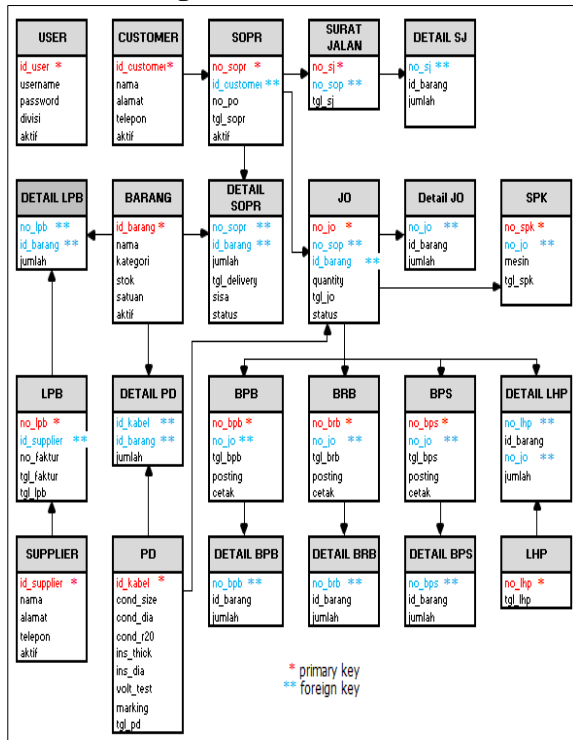 USER
id_user *
username
password
divisi
aktif
CUSTOMER
id_customer*
nama
alamat
telepon
aktif
SOPR
no_sopr *
id_customer **
no_po
tgl_sopr
aktif
SURAT
JALAN
no_sj *
no_sop **
tgl_sj
DETAIL SJ
no_sj **
id_barang
jumlah
DETAIL LPB
no_lpb **
id_barang **
jumlah
BARANG
id_barang *
nama
kategori
stok
satuan
aktif
DETAIL
SOPR
no_sopr **
id_barang **
jumlah
tgl_delivery
sisa
status
JO
no_jo *
no_sop **
id_barang **
quantity
tgl_jo
status
Detail JO
no_jo **
id_barang
jumlah
SPK
no_spk *
no_jo **
mesin
tgl_spk
LPB
no_lpb *
id_supplier **
no_faktur
tgl_faktur
tgl_lpb
DETAIL PD
id_kabel **
id_barang **
jumlah
BPB
no_bpb *
no_jo **
tgl_bpb
posting
cetak
BRB
no_brb *
no_jo **
tgl_brb
posting
cetak
BPS
no_bps *
no_jo **
tgl_bps
posting
cetak
DETAIL LHP
no_lhp **
id_barang
no_jo **
jumlah
SUPPLIER
id_supplier *
nama
alamat
telepon
aktif
PD
id_kabel *
cond_size
cond_dia
cond_r20
ins_thick
ins_dia
volt_test
marking
tgl_pd
DETAIL BPB
no_bpb **
id_barang
jumlah
DETAIL BRB
no_brb **
id_barang
jumlah
DETAIL BPS
no_bps **
id_barang
jumlah
LHP
no_lhp *
tgl_lhp
* primary key
** foreign key